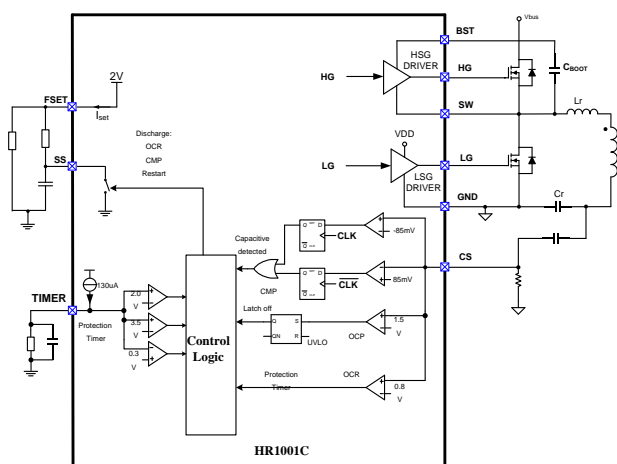 Vbus
BST
HSG
DRIVER
HG
HG
CBOOT
SW
2V
FSET
Iset
Lr
VDD
Discharge:
OCR
CMP
Restart
SS
LG
LG
LSG
DRIVER
GND
Cr
Capacitive
detected
Q D
CLK
Q
-85mV
CS
CMP
Q D
CLK
Q
85mV
130uA
TIMER
2.0
V
Protection
Timer
3.5
V
0.3
V
Control
Logic
Latch off
Q S
QN R
UVLO
OCP
1.5
V
Protection
Timer
OCR
0.8
V
HR1001C